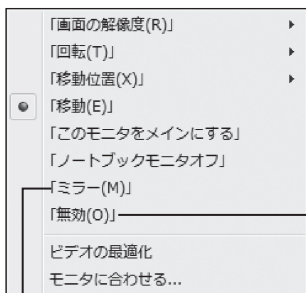 「画面の解像度(R)」
「回転(T)」
「移動位置(X)」
「移動(E)」
「このモニタをメインにする」
「ノートブックモニタオフ」
「ミラー(M)」
「無効(O)」
ビデオの最適化
モニタに合わせる...